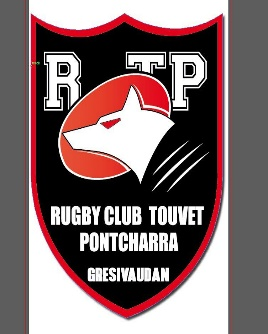 R TP
RUGBY CLUB TOUVET
PONTCHARRA
GRESIVAUDAN